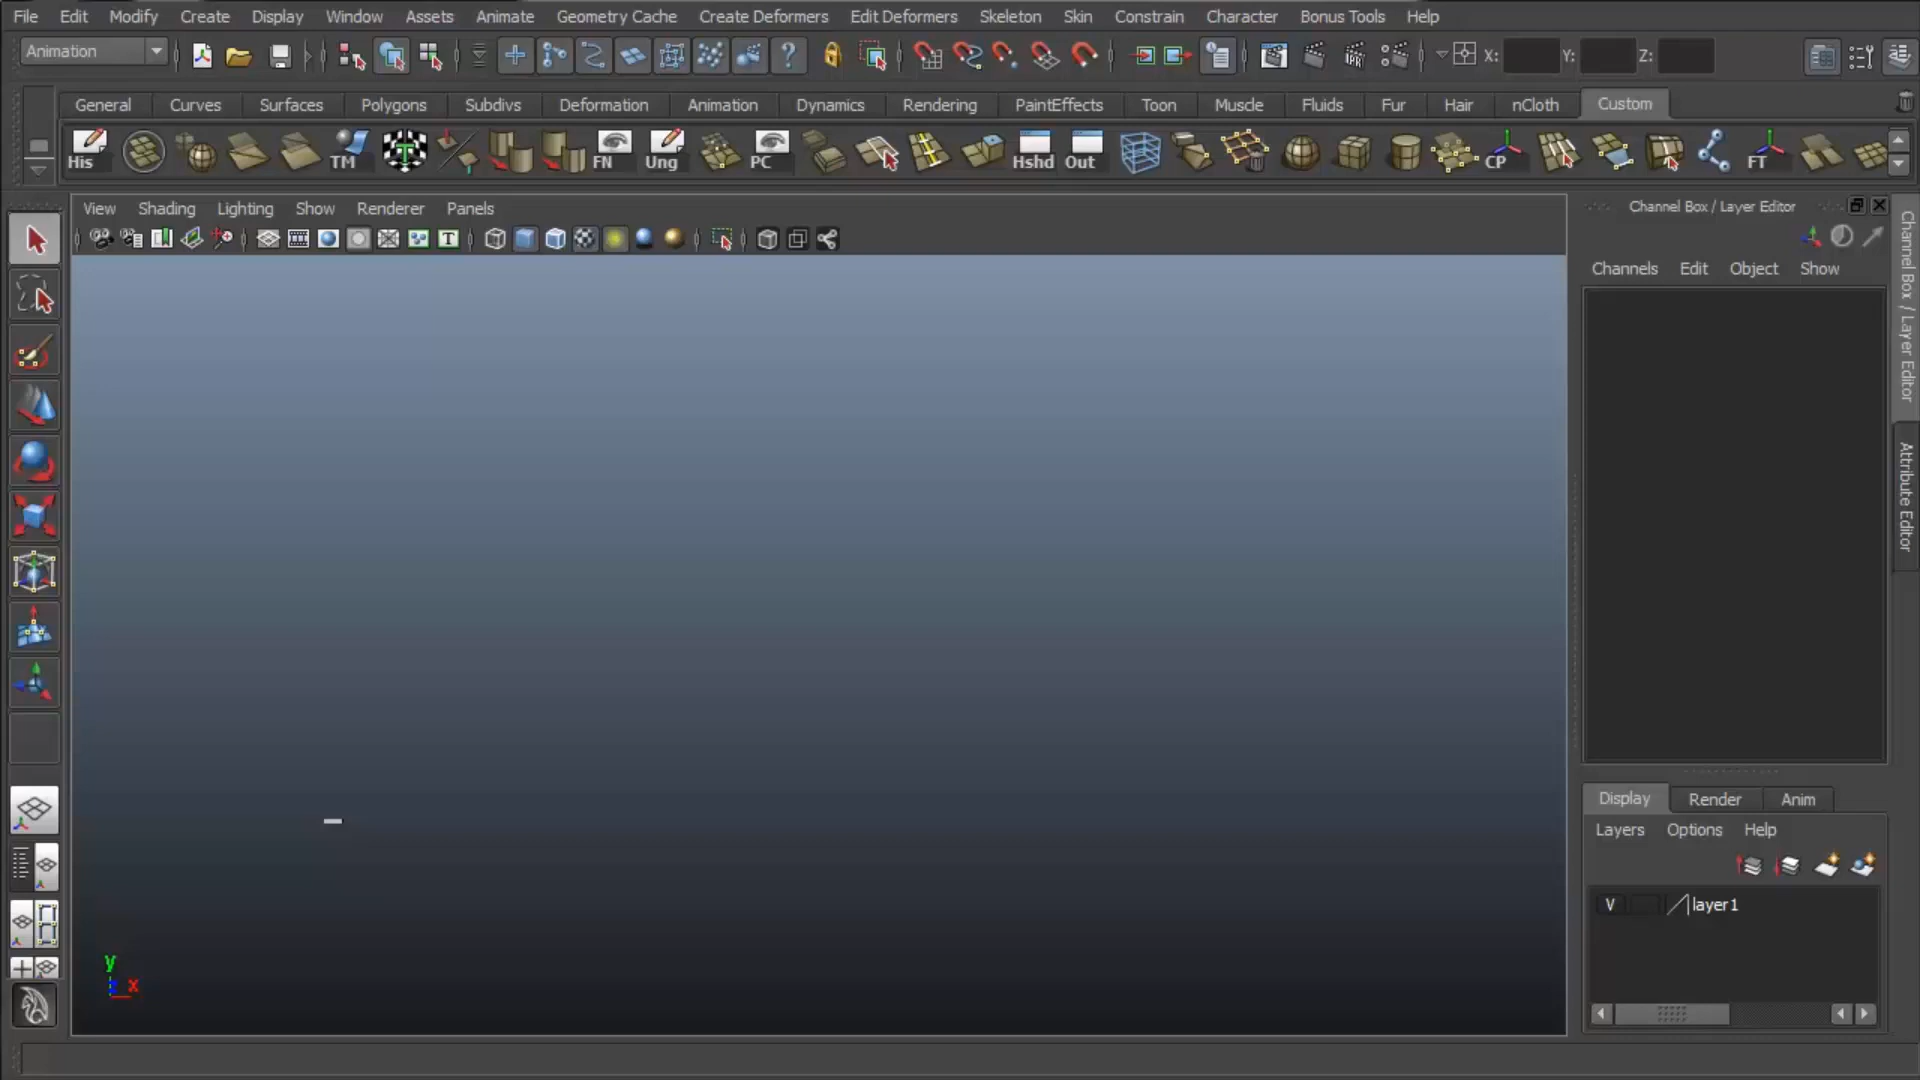 File Edit Modify Create Display Window Assets Animate Geometry Cache Create Deformers Edit Deformers Skeleton Skin Constrain Character Bonus Tools Help
Animation X: Y: Z:
General Curves Surfaces Polygons Subdivs Deformation Animation Dynamics Rendering PaintEffects Toon Muscle Fluids Fur Hair nCloth Custom
His TM FN Ung PC Hshd Out CP FT
View Shading Lighting Show Renderer Panels
Channel Box / Layer Editor
Channels Edit Object Show
Channel Box / Layer Editor
Attribute Editor
Display Render Anim
Layers Options Help
V layer1
y
x